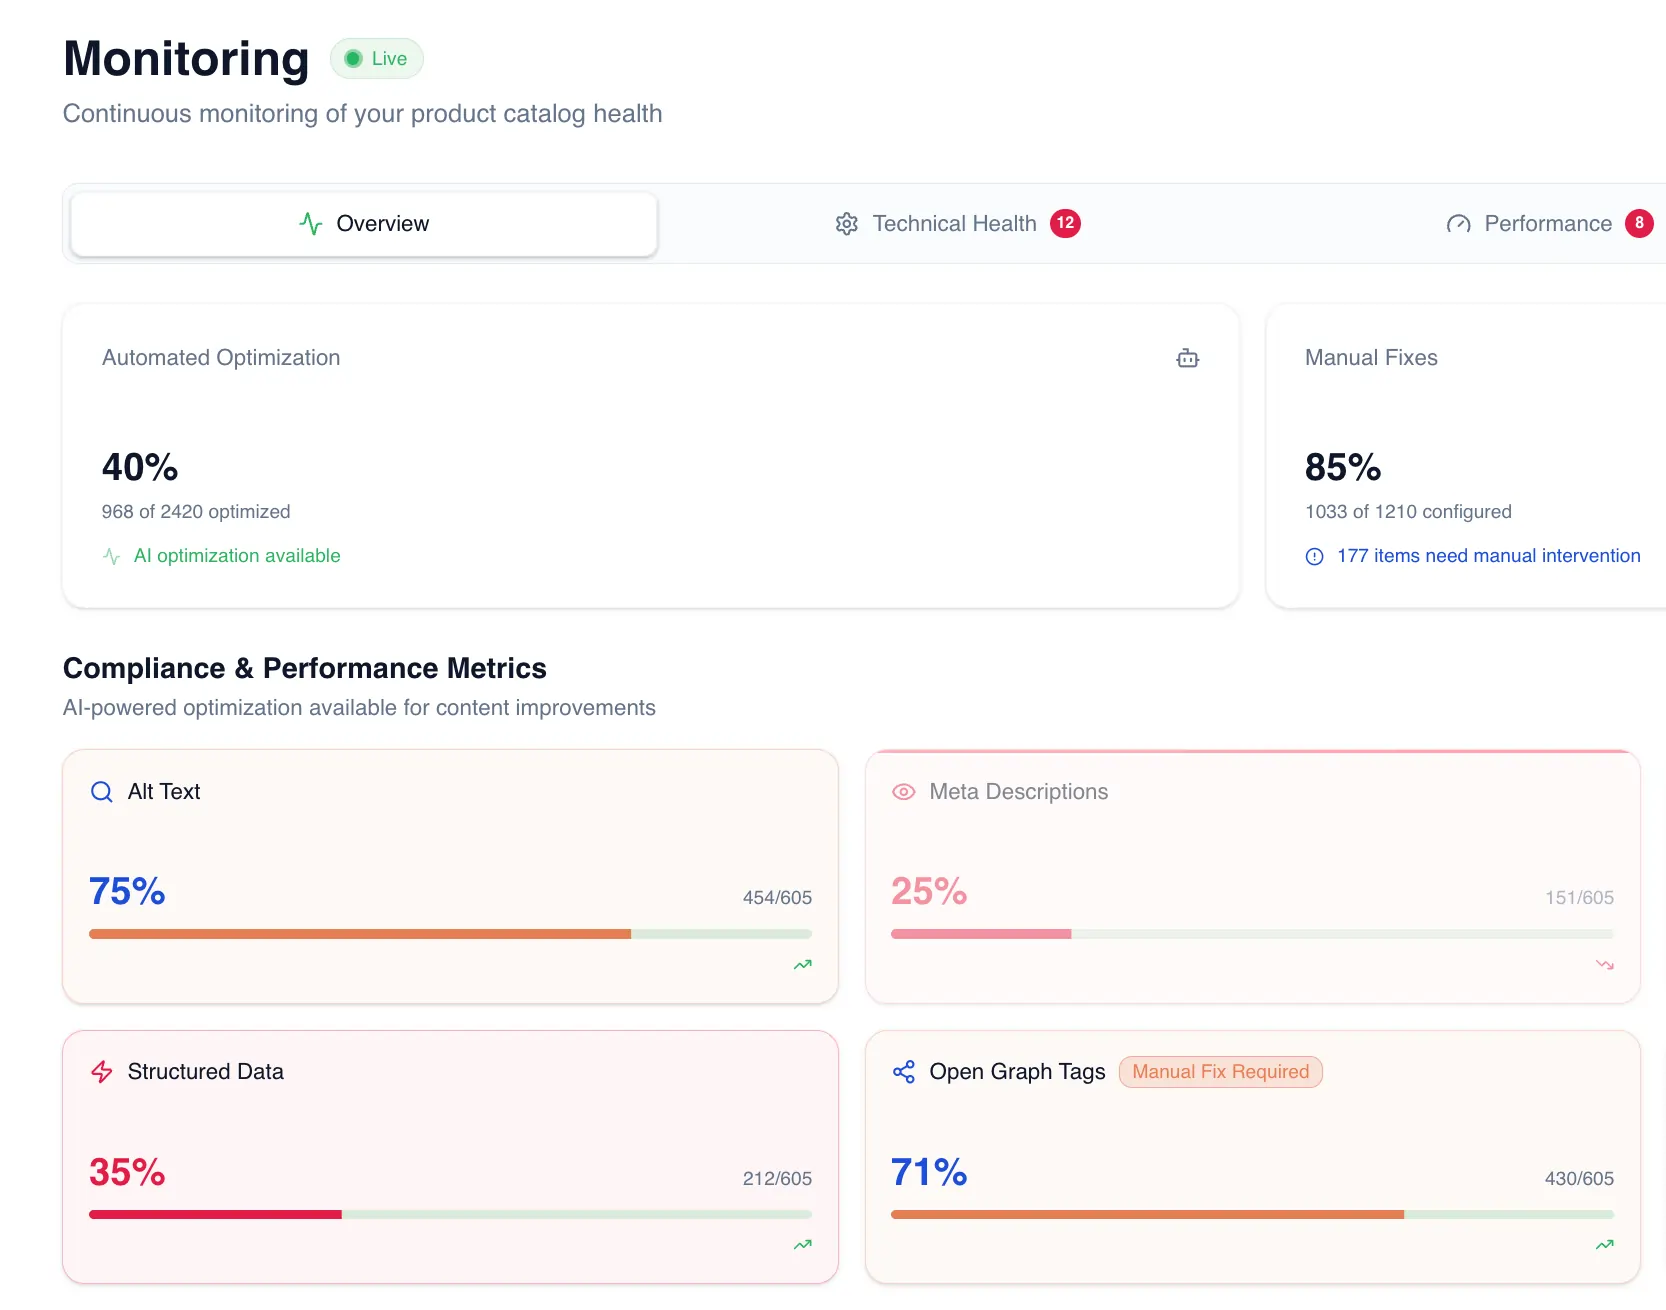 Monitoring
Live
Continuous monitoring of your product catalog health
Overview
Technical Health 12
Performance 8
Automated Optimization
40%
968 of 2420 optimized
AI optimization available
Manual Fixes
85%
1033 of 1210 configured
177 items need manual intervention
Compliance & Performance Metrics
AI-powered optimization available for content improvements
Alt Text
75%
454/605
Meta Descriptions
25%
151/605
Structured Data
35%
212/605
Open Graph Tags
Manual Fix Required
71%
430/605